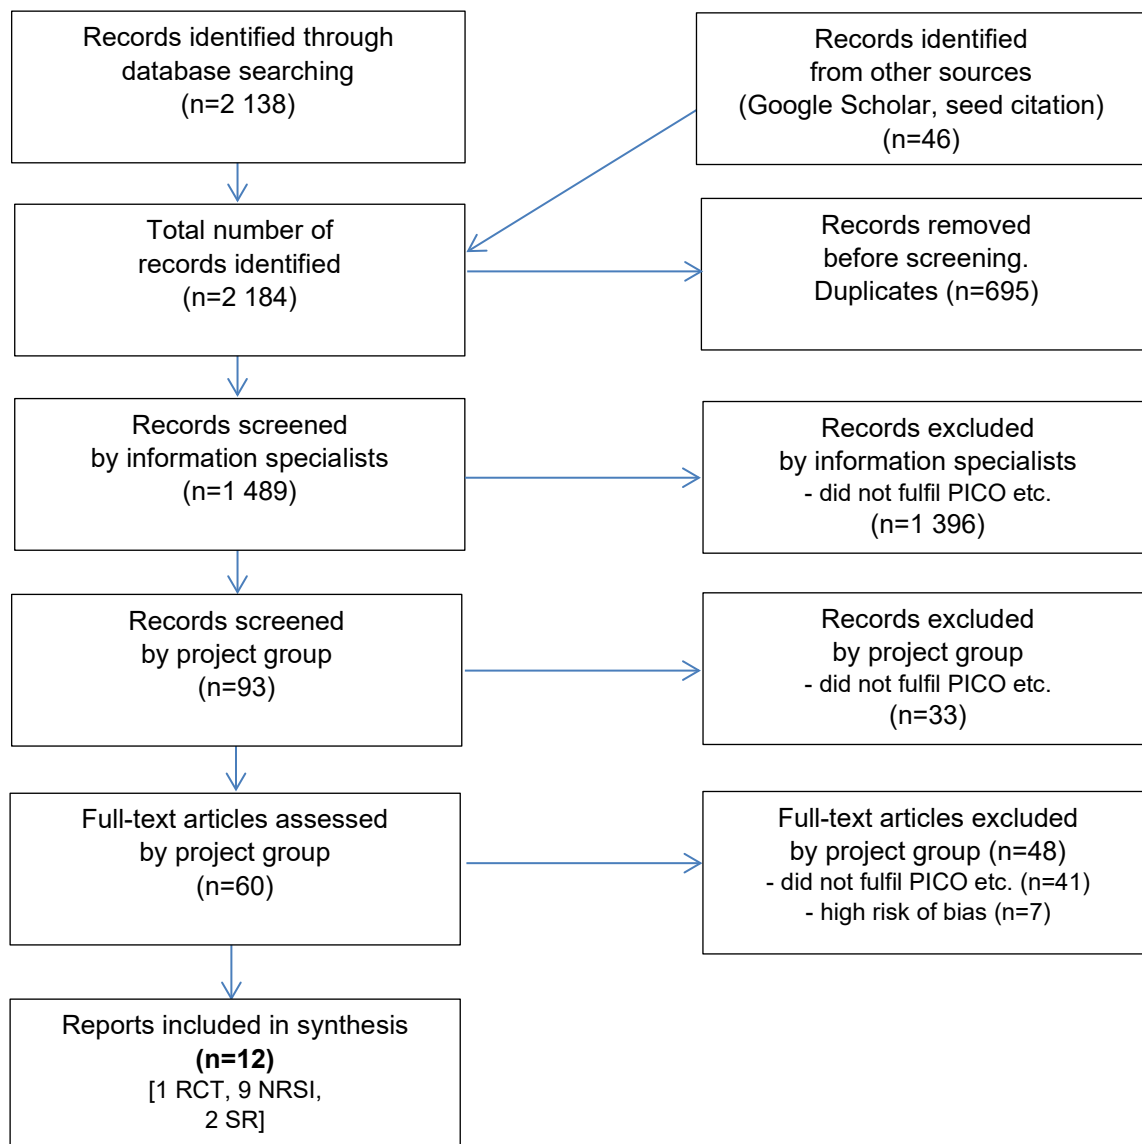 Records identified through
database searching
(n=2 138)
Records identified
from other sources
(Google Scholar, seed citation)
(n=46)
Total number of
records identified
(n=2 184)
Records removed
before screening.
Duplicates (n=695)
Records screened
by information specialists
(n=1 489)
Records excluded
by information specialists
- did not fulfil PICO etc.
(n=1 396)
Records screened
by project group
(n=93)
Records excluded
by project group
- did not fulfil PICO etc.
(n=33)
Full-text articles assessed
by project group
(n=60)
Full-text articles excluded
by project group (n=48)
- did not fulfil PICO etc. (n=41)
- high risk of bias (n=7)
Reports included in synthesis
(n=12)
[1 RCT, 9 NRSI,
2 SR]